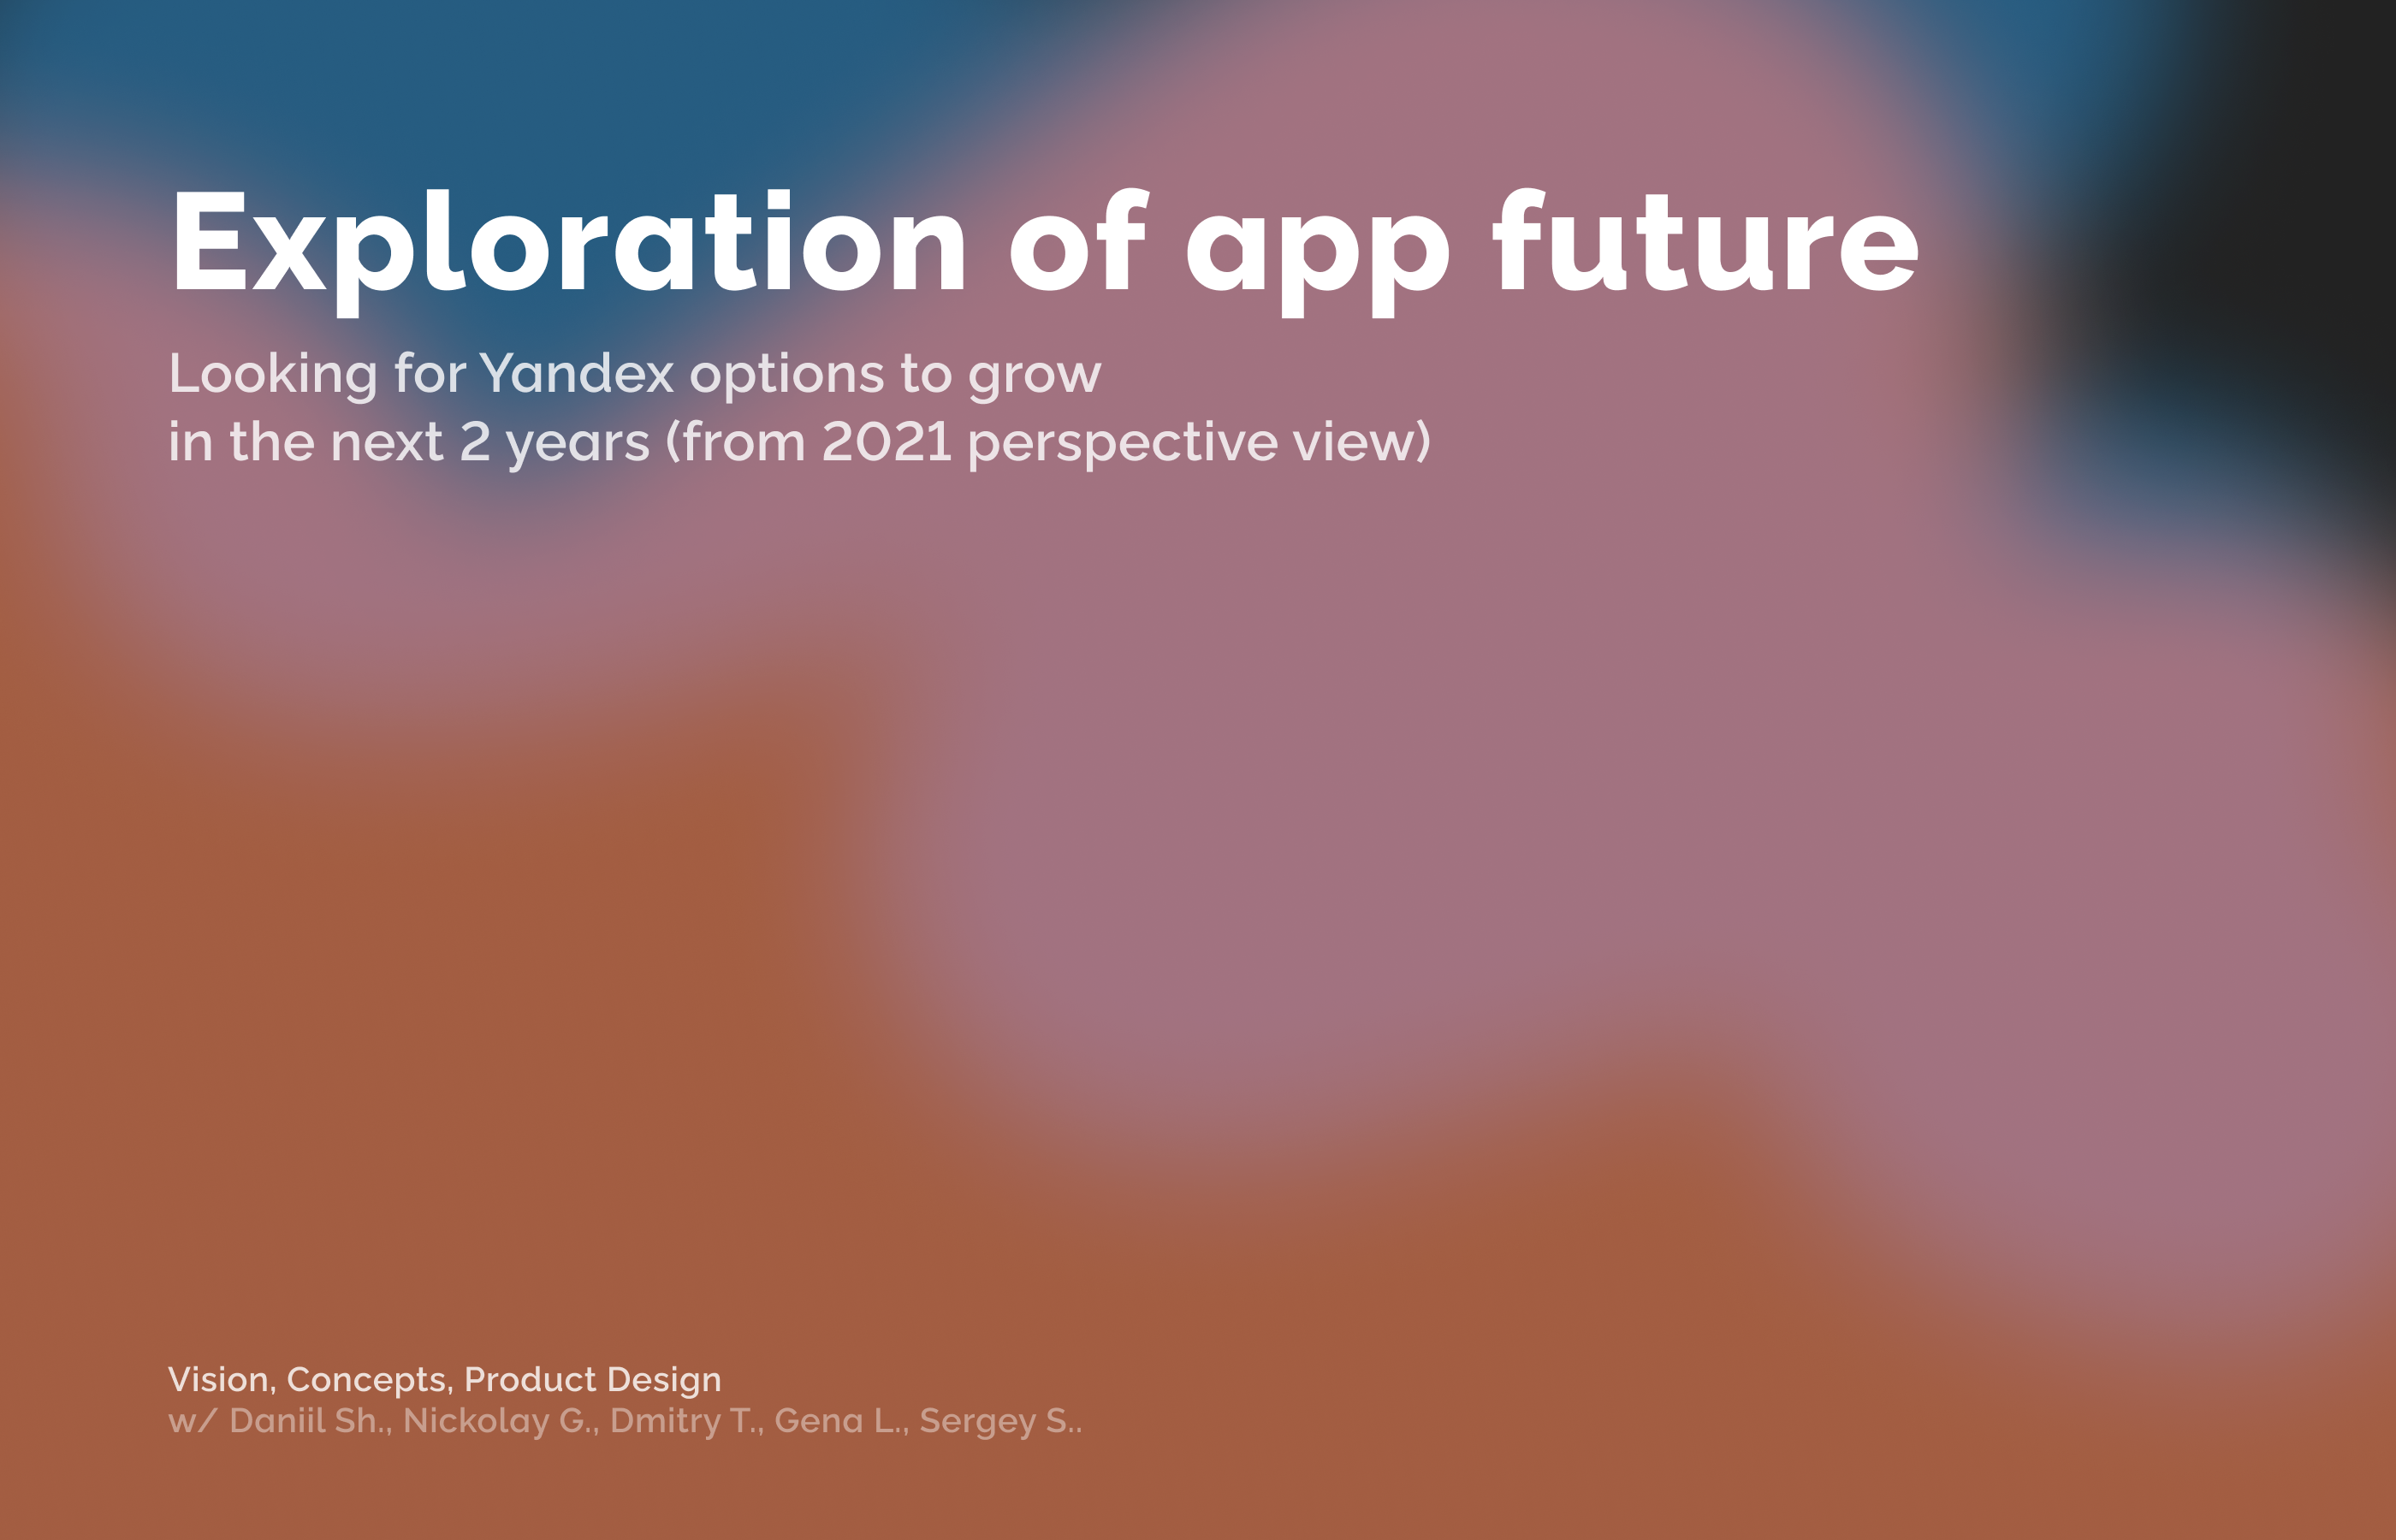 Exploration of app future
Looking for Yandex options to grow
in the next 2 years (from 2021 perspective view)
Vision, Concepts, Product Design
w/ Daniil Sh., Nickolay G., Dmitry T., Gena L., Sergey S..